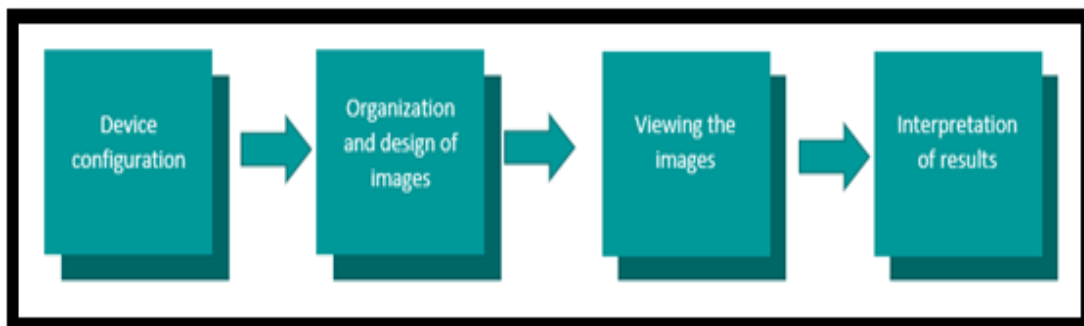 Device
configuration
Organization
and design of
images
Viewing the
images
Interpretation
of results